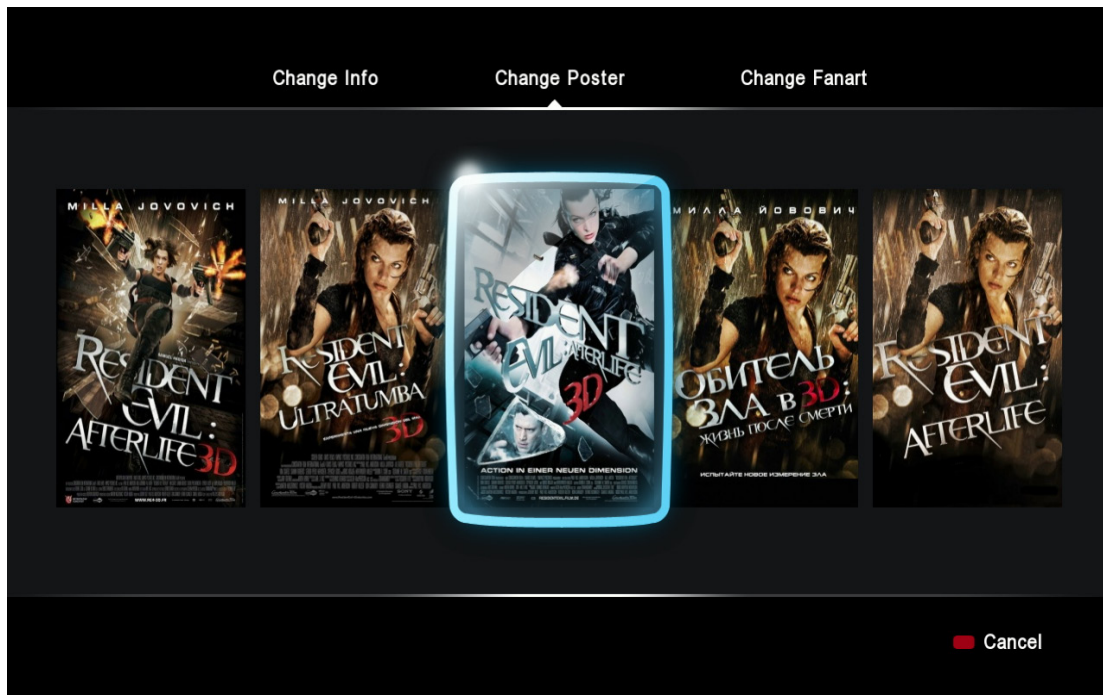 Change Info
Change Poster
Change Fanart
MILLA JOVOVICH
RESIDENT
EVIL:
AFTERLIFE 3D
MILLA JOVOVICH
RESIDENT
EVIL:
ULTRATUMBA
3D
RESIDENT
EVIL: AFTERLIFE
3D
ACTION IN EINER NEUEN DIMENSION
МИЛЛА ЙОВОВИЧ
ОБИТЕЛЬ
ЗЛА В 3D:
ЖИЗНЬ ПОСЛЕ СМЕРТИ
ИСПЫТАЙТЕ НОВОЕ ИЗМЕРЕНИЕ ЗЛА
RESIDENT
EVIL:
AFTERLIFE
Cancel